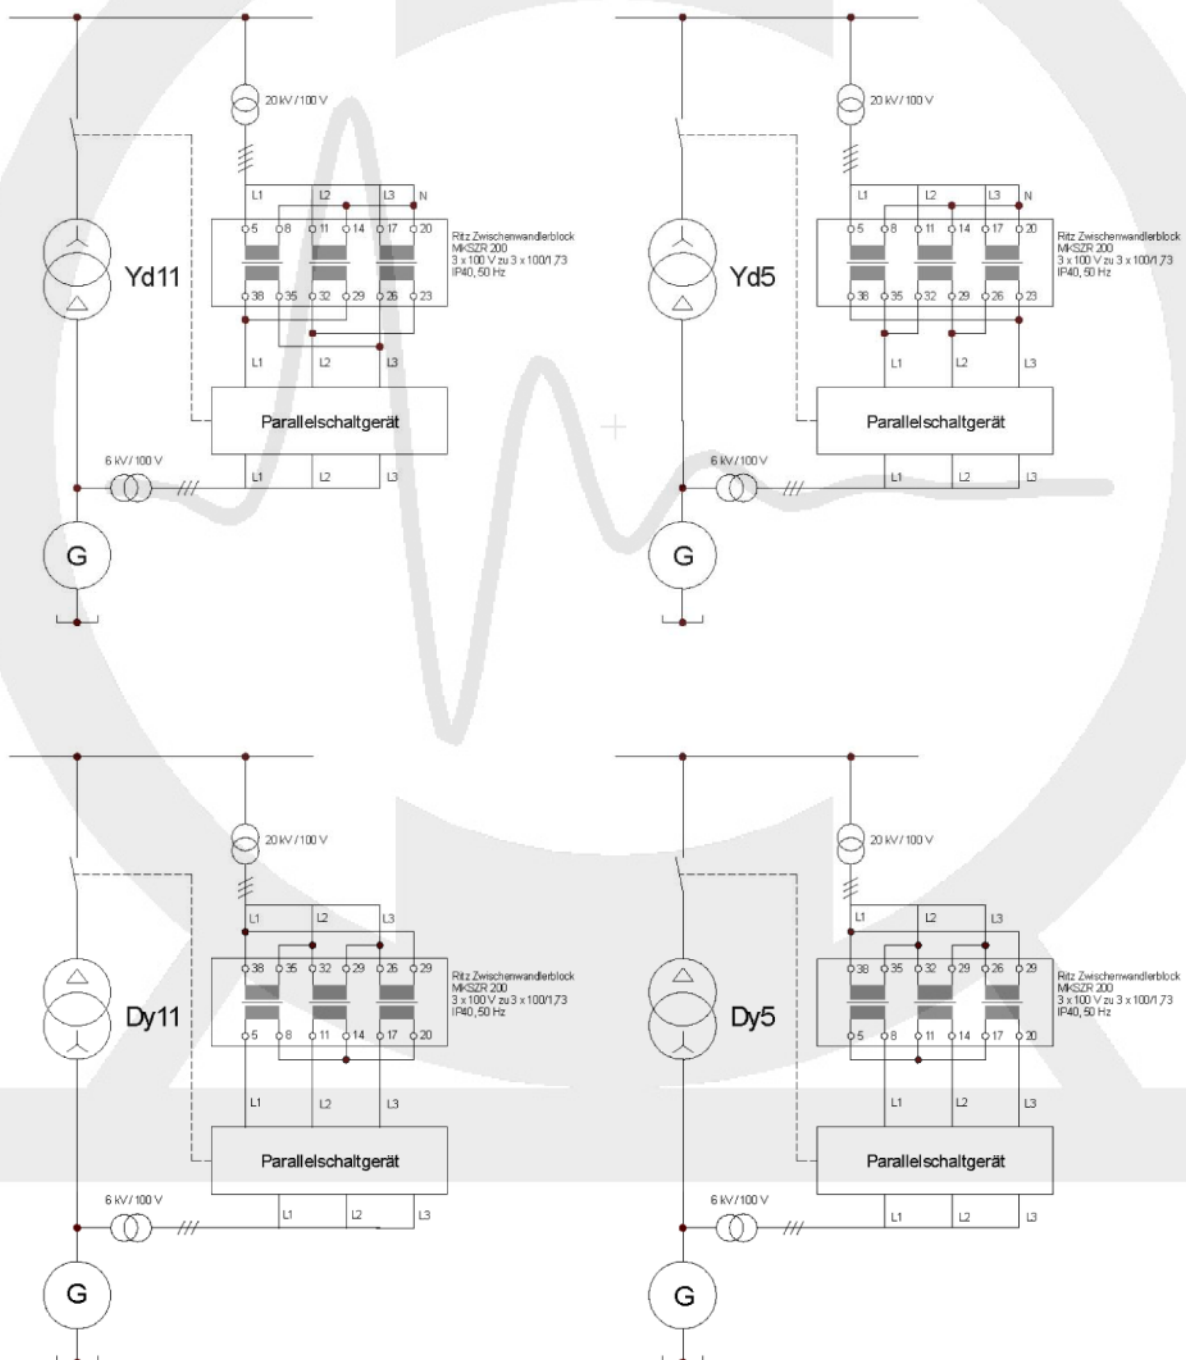 20 kV/100 V
L1 L2 L3 N
5 8 11 14 17 20
Ritz Zwischenwandlerblock
MKSZR 200
3 x 100 V zu 3 x 100/1,73
IP40, 50 Hz
Yd11
38 35 32 29 26 23
L1 L2 L3
Parallelschaltgerät
6 kV/100 V
L1 L2 L3
G
20 kV/100 V
L1 L2 L3 N
5 8 11 14 17 20
Ritz Zwischenwandlerblock
MKSZR 200
3 x 100 V zu 3 x 100/1,73
IP40, 50 Hz
Yd5
38 35 32 29 26 23
L1 L2 L3
Parallelschaltgerät
6 kV/100 V
L1 L2 L3
G
20 kV/100 V
L1 L2 L3
38 35 32 29 26 29
Ritz Zwischenwandlerblock
MKSZR 200
3 x 100 V zu 3 x 100/1,73
IP40, 50 Hz
Dy11
5 8 11 14 17 20
L1 L2 L3
Parallelschaltgerät
6 kV/100 V
L1 L2 L3
G
20 kV/100 V
L1 L2 L3
38 35 32 29 26 29
Ritz Zwischenwandlerblock
MKSZR 200
3 x 100 V zu 3 x 100/1,73
IP40, 50 Hz
Dy5
5 8 11 14 17 20
L1 L2 L3
Parallelschaltgerät
6 kV/100 V
L1 L2 L3
G